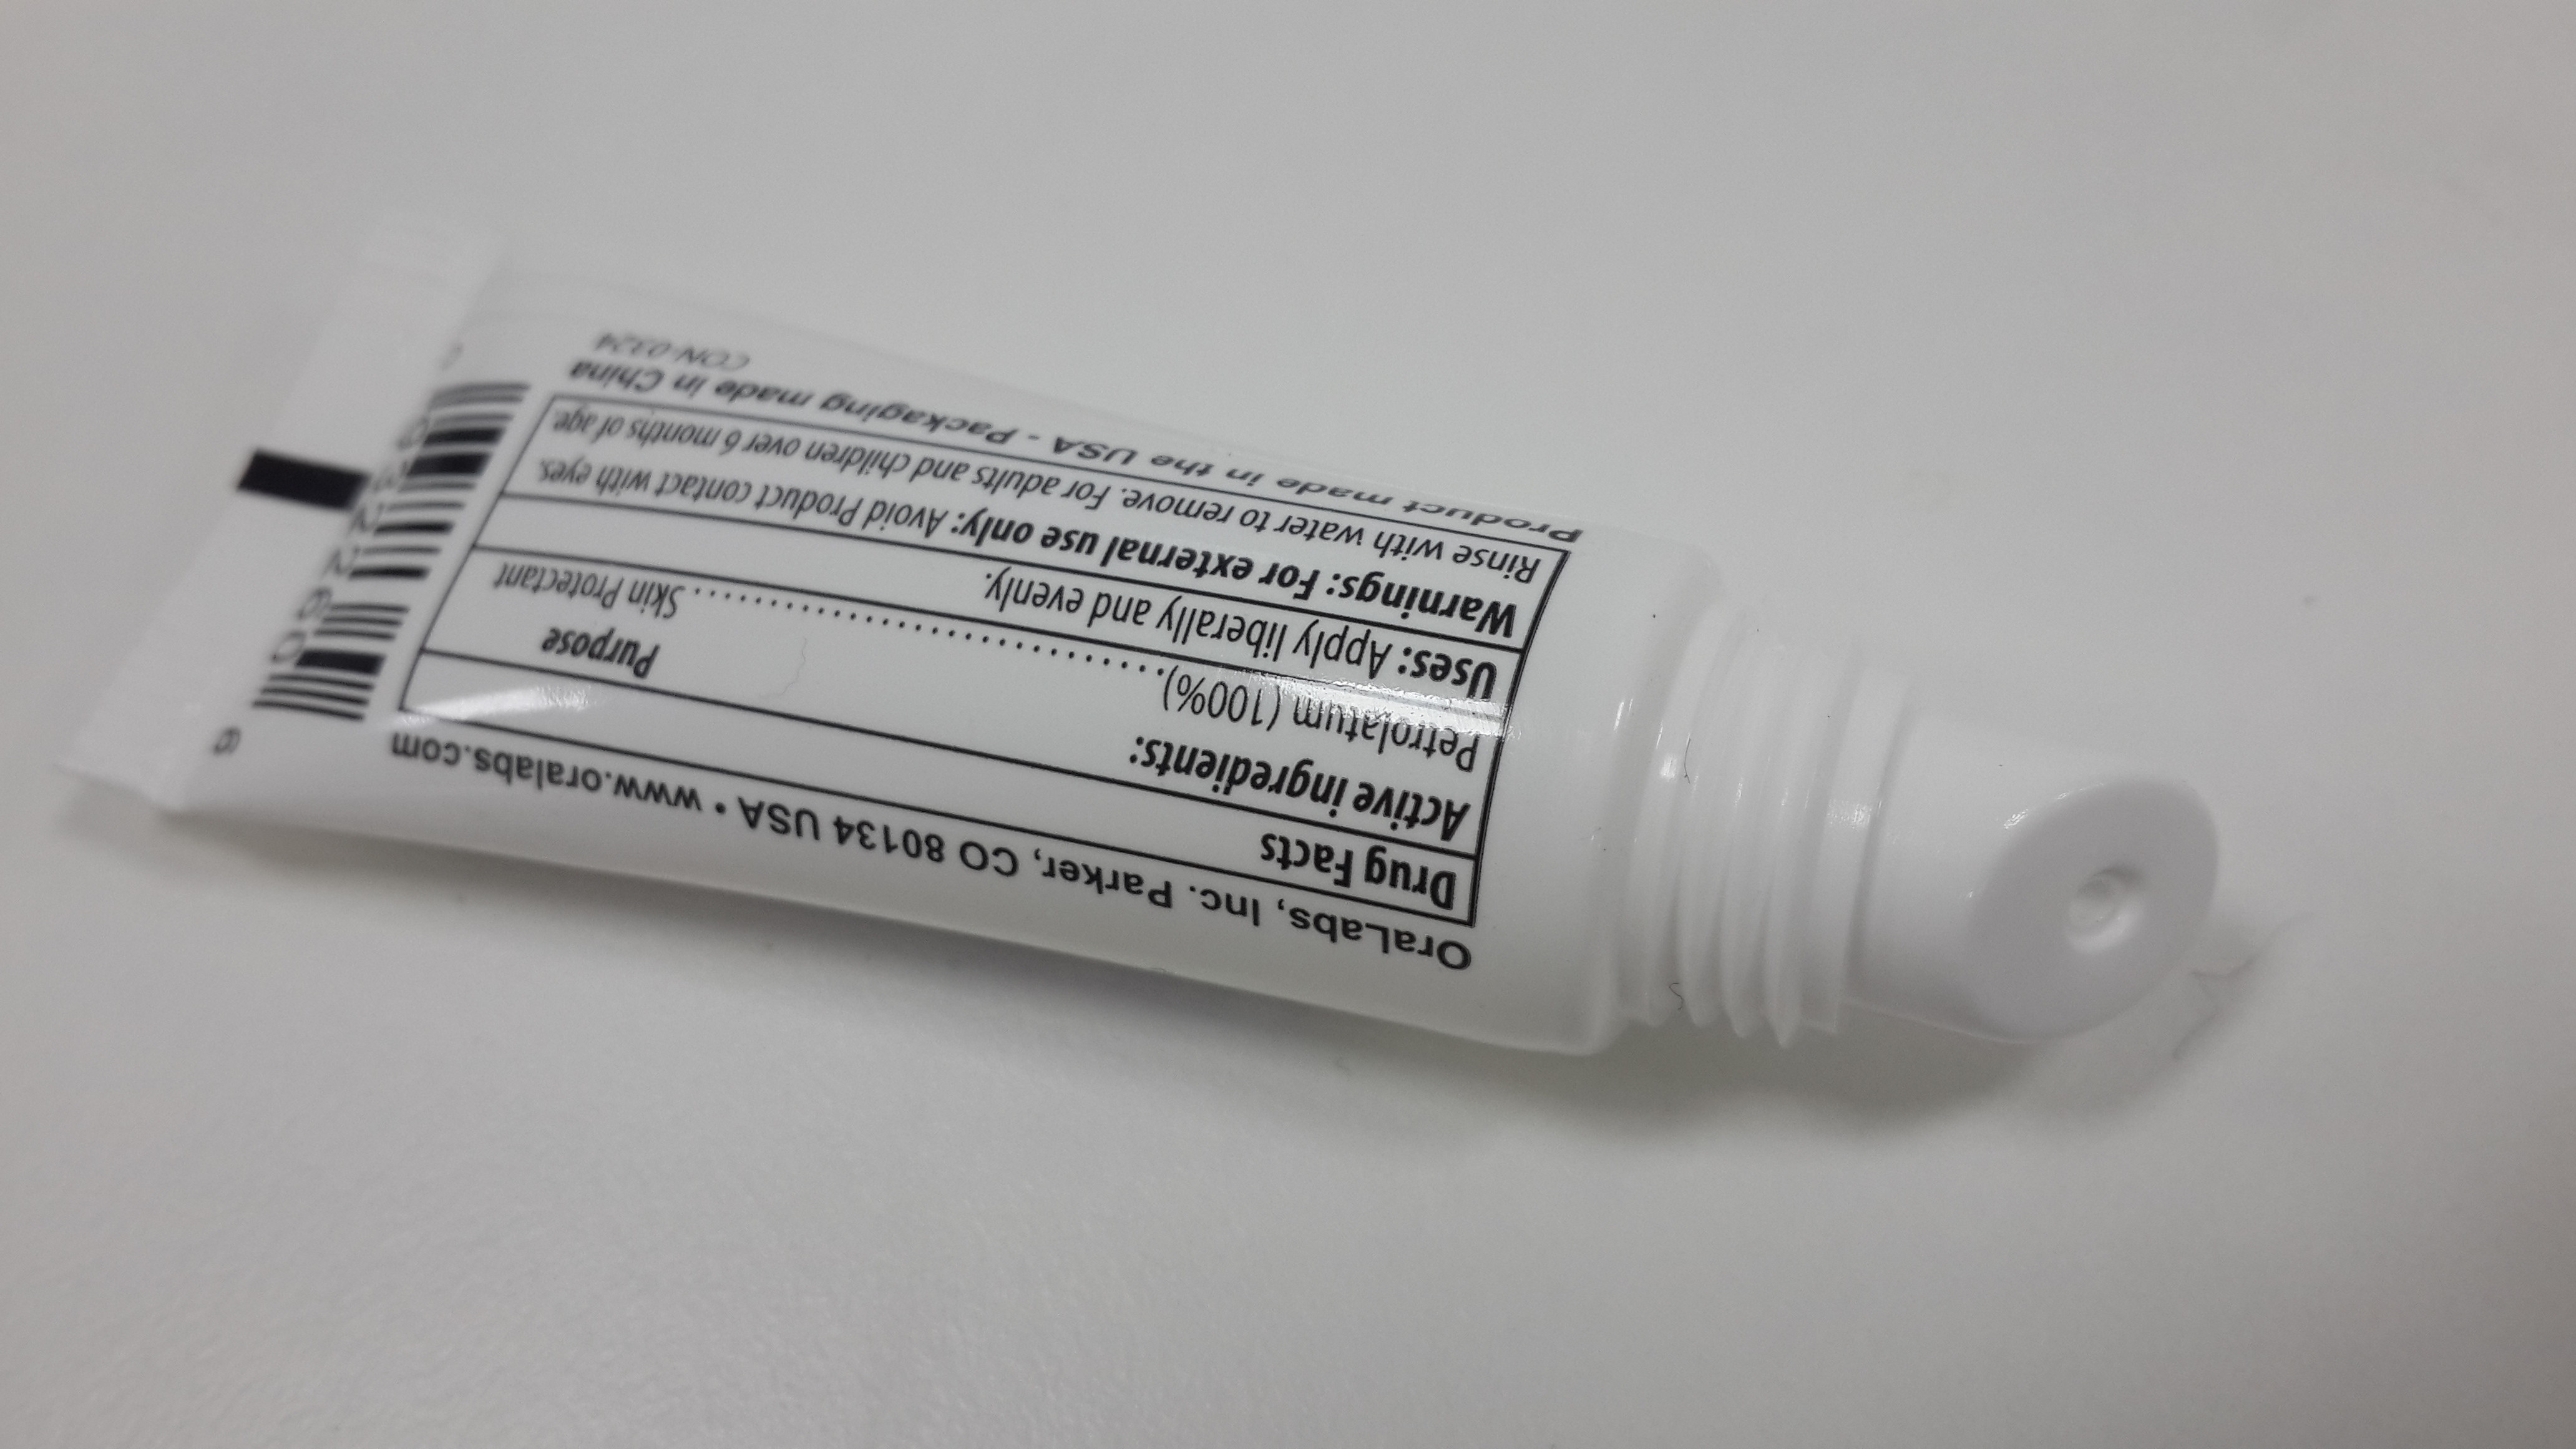 OraLabs, Inc. Parker, CO 80134 USA • www.oralabs.com
Drug Facts
Active ingredients: Purpose
Petrolatum (100%)........................................Skin Protectant
Uses: Apply liberally and evenly.
Warnings: For external use only: Avoid Product contact with eyes.
Rinse with water to remove. For adults and children over 6 months of age.
Product made in the USA - Packaging made in China
CON-0324